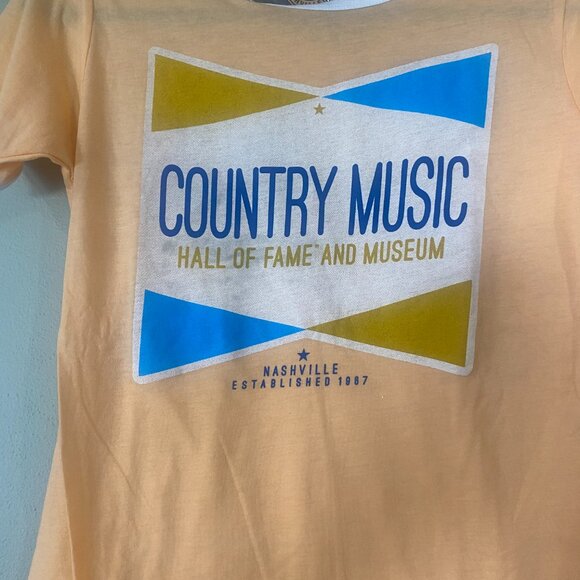 COUNTRY MUSIC
HALL OF FAME® AND MUSEUM
NASHVILLE
ESTABLISHED 1967